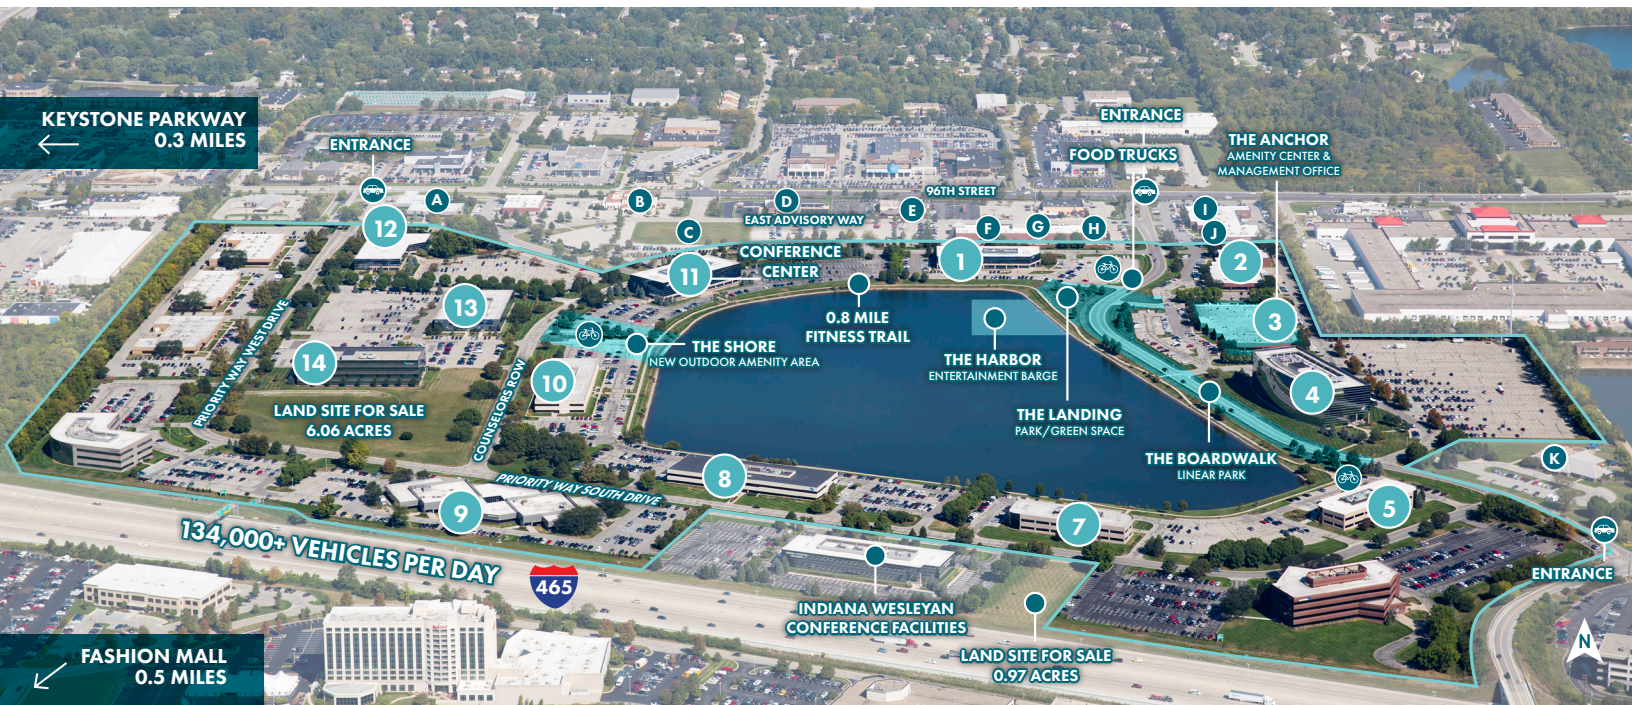 KEYSTONE PARKWAY
0.3 MILES
ENTRANCE
ENTRANCE
FOOD TRUCKS
THE ANCHOR
AMENITY CENTER &
MANAGEMENT OFFICE
96TH STREET
EAST ADVISORY WAY
A
B
C
D
E
F
G
H
I
J
12
11
CONFERENCE
CENTER
1
2
13
0.8 MILE
FITNESS TRAIL
3
THE SHORE
NEW OUTDOOR AMENITY AREA
THE HARBOR
ENTERTAINMENT BARGE
14
10
4
PRIORITY WAY WEST DRIVE
COUNSELORS ROW
LAND SITE FOR SALE
6.06 ACRES
THE LANDING
PARK/GREEN SPACE
THE BOARDWALK
LINEAR PARK
K
8
PRIORITY WAY SOUTH DRIVE
9
7
5
134,000+ VEHICLES PER DAY
465
ENTRANCE
INDIANA WESLEYAN
CONFERENCE FACILITIES
LAND SITE FOR SALE
0.97 ACRES
FASHION MALL
0.5 MILES
N